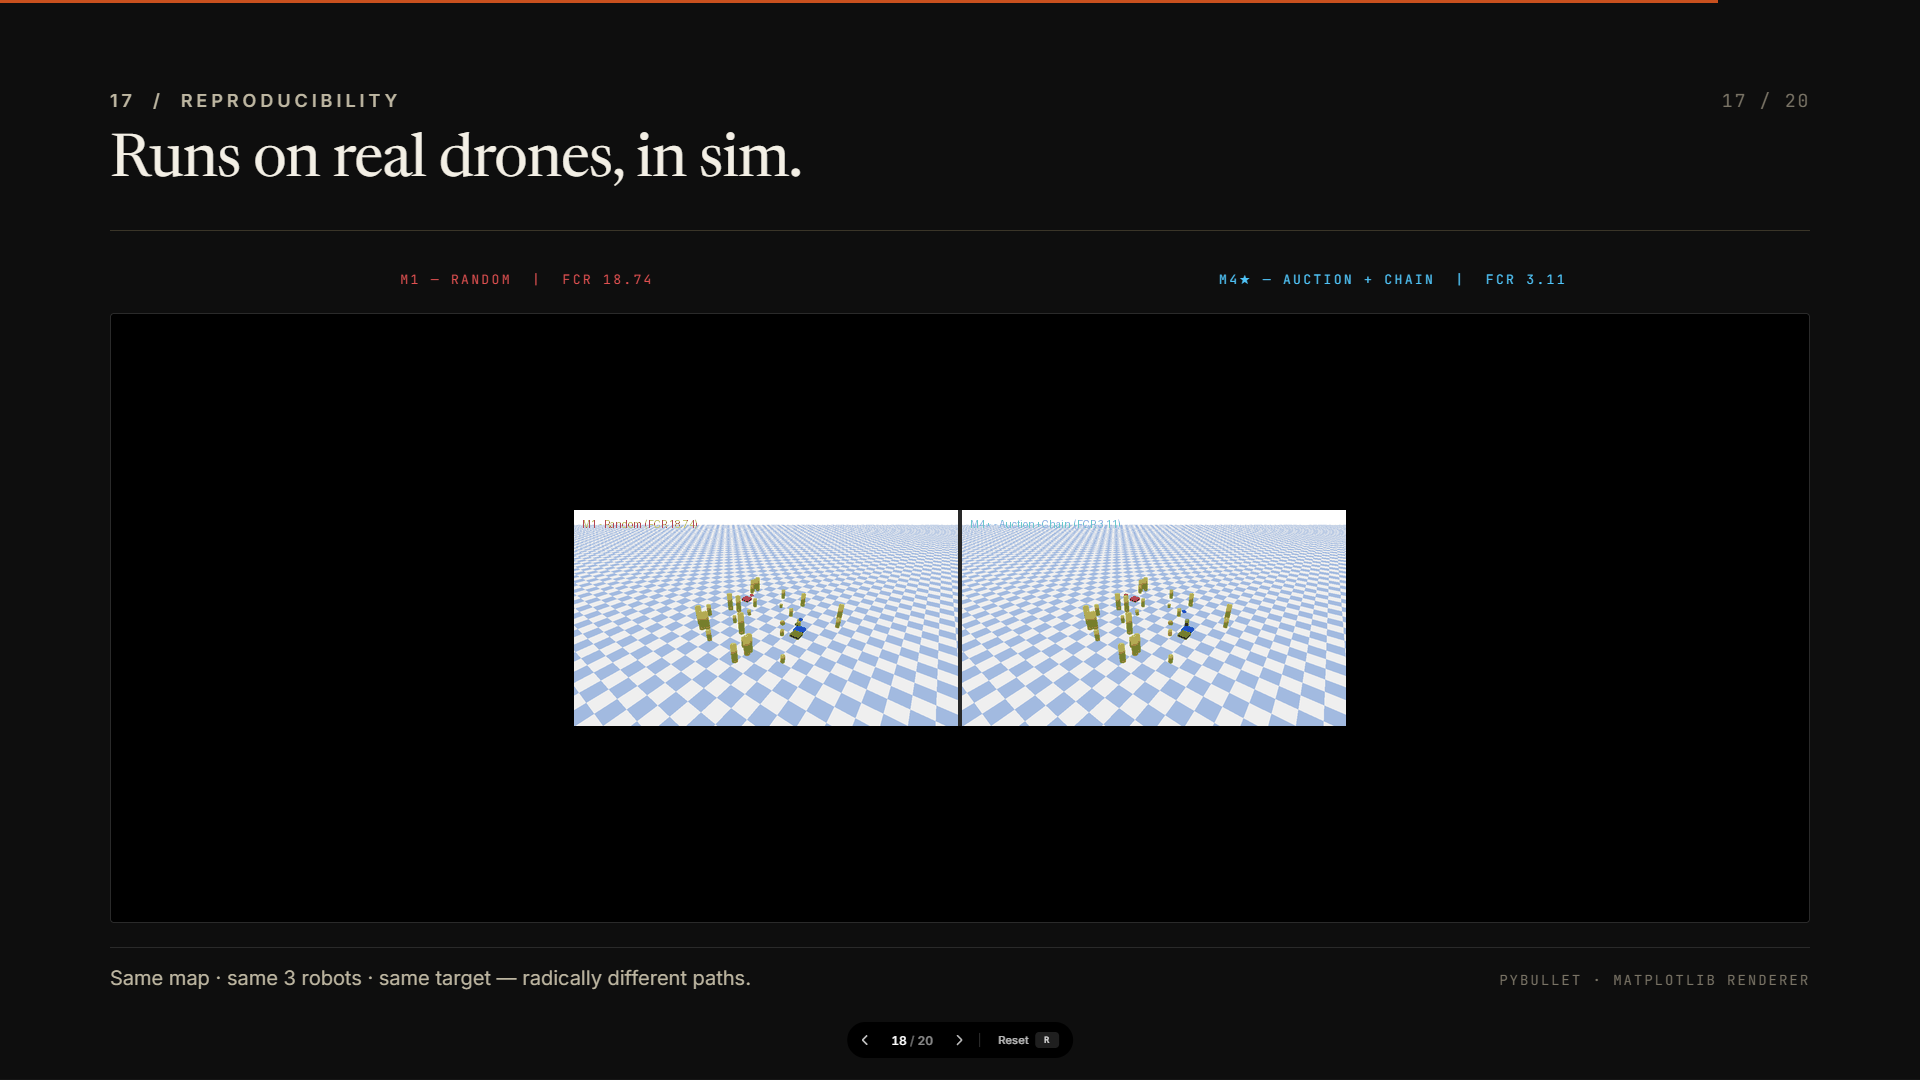 17 / REPRODUCIBILITY
17 / 20
Runs on real drones, in sim.
M1 — RANDOM | FCR 18.74
M4★ — AUCTION + CHAIN | FCR 3.11
M1 · Random (FCR 18.74)
M4★ · Auction+Chain (FCR 3.11)
Same map · same 3 robots · same target — radically different paths.
PYBULLET · MATPLOTLIB RENDERER
18 / 20
Reset R